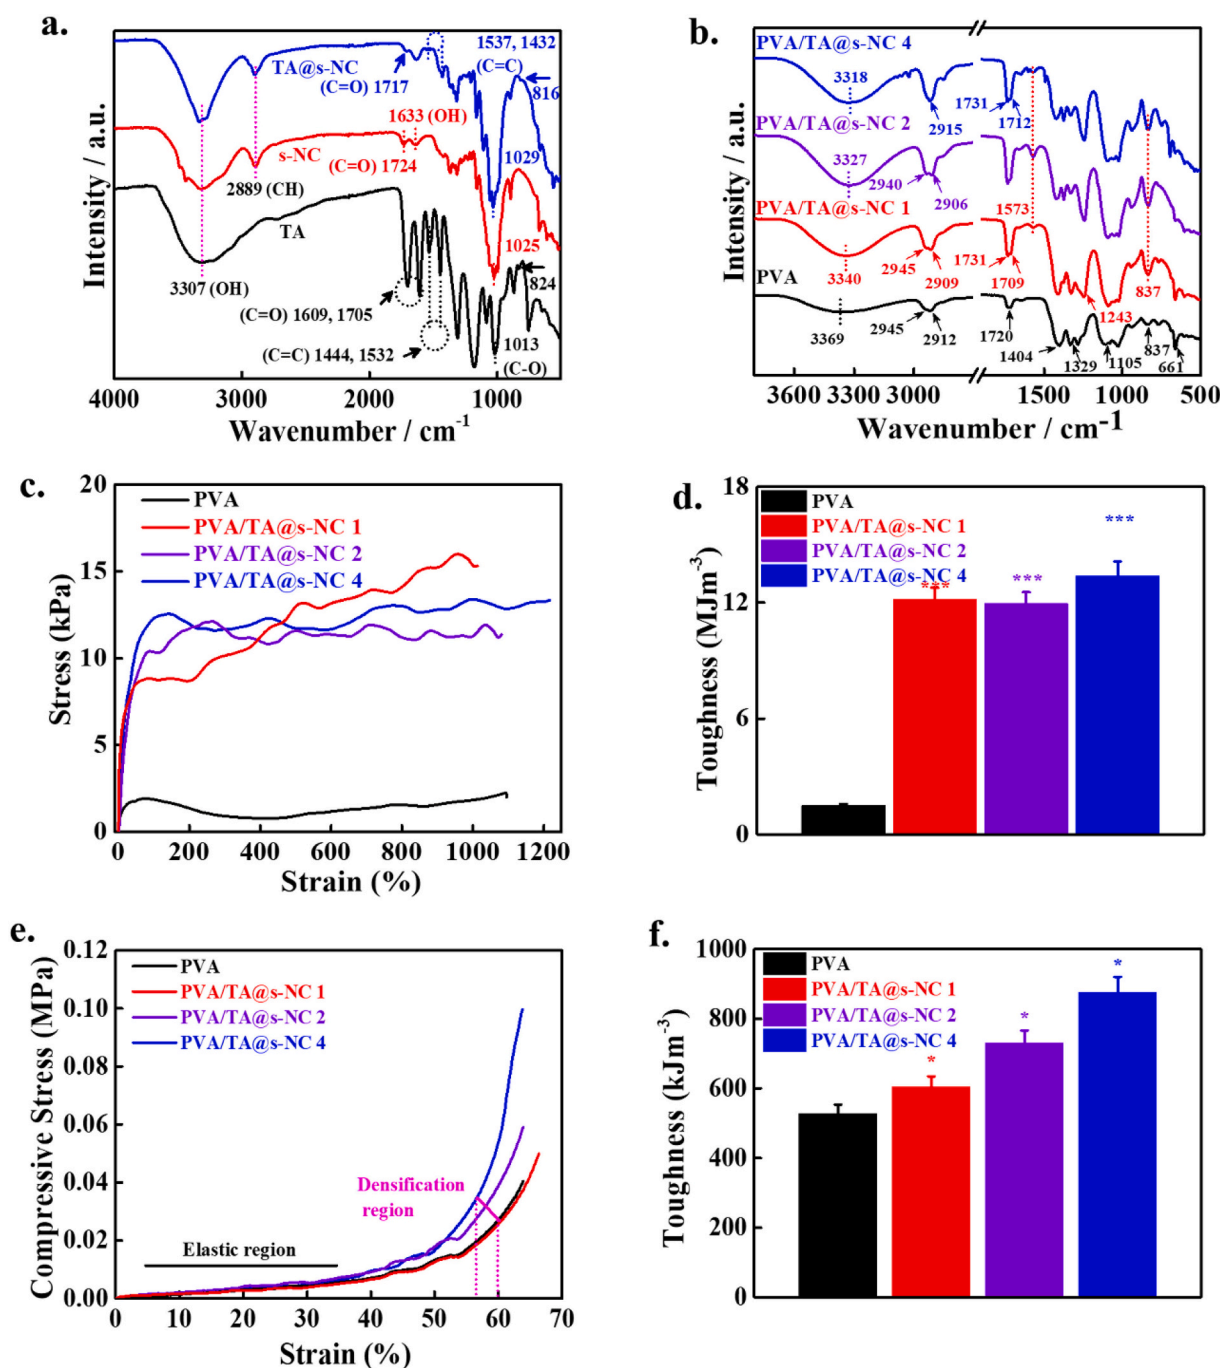 a.
TA@s-NC
(C=O) 1717
1537, 1432
(C=C)
816
1633 (OH)
s-NC
(C=O) 1724
2889 (CH)
1029
TA
1025
824
3307 (OH)
(C=O) 1609, 1705
(C=C) 1444, 1532
1013
(C-O)
Intensity / a.u.
4000 3000 2000 1000
Wavenumber / cm-1
b.
PVA/TA@s-NC 4
3318
2915
1731
1712
PVA/TA@s-NC 2
3327
2940
2906
PVA/TA@s-NC 1
1573
3340
2945
2909
1731
1709
837
1243
PVA
3369
2945
2912
1720
1404
1329
1105
837
661
Intensity / a.u.
3600 3300 3000 1500 1000 500
Wavenumber / cm-1
c.
PVA
PVA/TA@s-NC 1
PVA/TA@s-NC 2
PVA/TA@s-NC 4
Stress (kPa)
20
15
10
5
0
0 200 400 600 800 1000 1200
Strain (%)
d.
PVA
PVA/TA@s-NC 1
PVA/TA@s-NC 2
PVA/TA@s-NC 4
***
***
***
Toughness (MJm-3)
18
12
6
0
e.
PVA
PVA/TA@s-NC 1
PVA/TA@s-NC 2
PVA/TA@s-NC 4
Densification
region
Elastic region
Compressive Stress (MPa)
0.12
0.10
0.08
0.06
0.04
0.02
0.00
0 10 20 30 40 50 60 70
Strain (%)
f.
PVA
PVA/TA@s-NC 1
PVA/TA@s-NC 2
PVA/TA@s-NC 4
*
*
*
Toughness (kJm-3)
1000
800
600
400
200
0